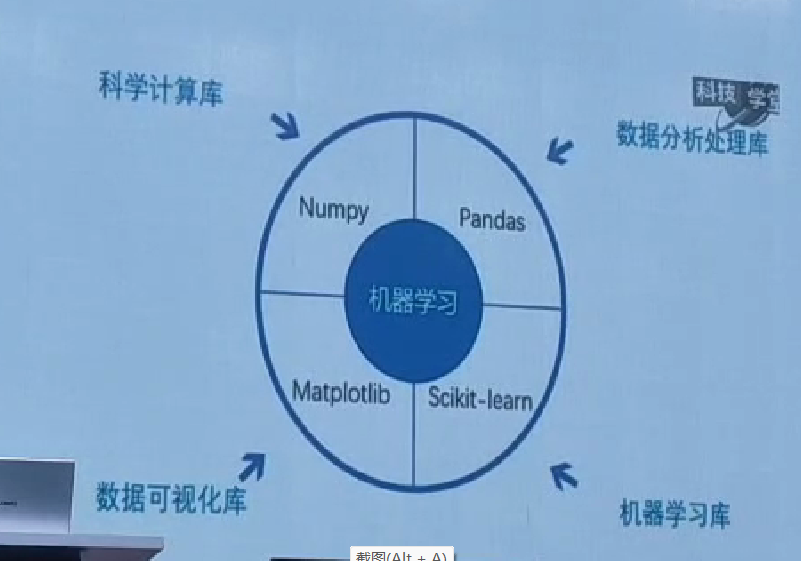 科学计算库
科技 学堂
数据分析处理库
Numpy
Pandas
机器学习
Matplotlib
Scikit-learn
数据可视化库
机器学习库
截图(Alt + A)